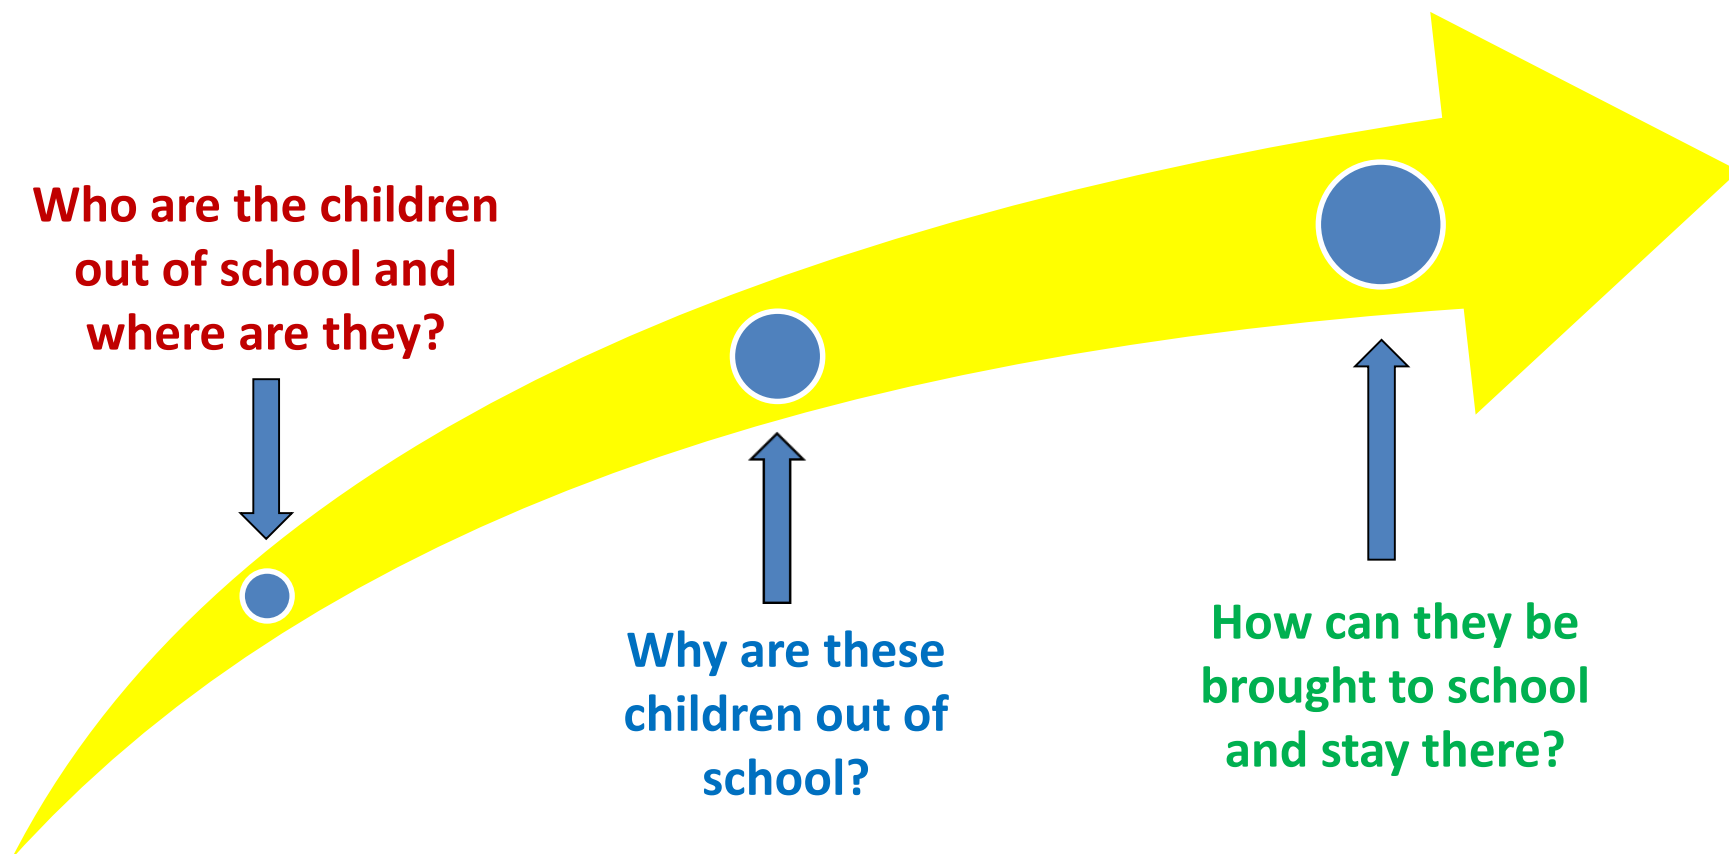 Who are the children
out of school and
where are they?
Why are these
children out of
school?
How can they be
brought to school
and stay there?